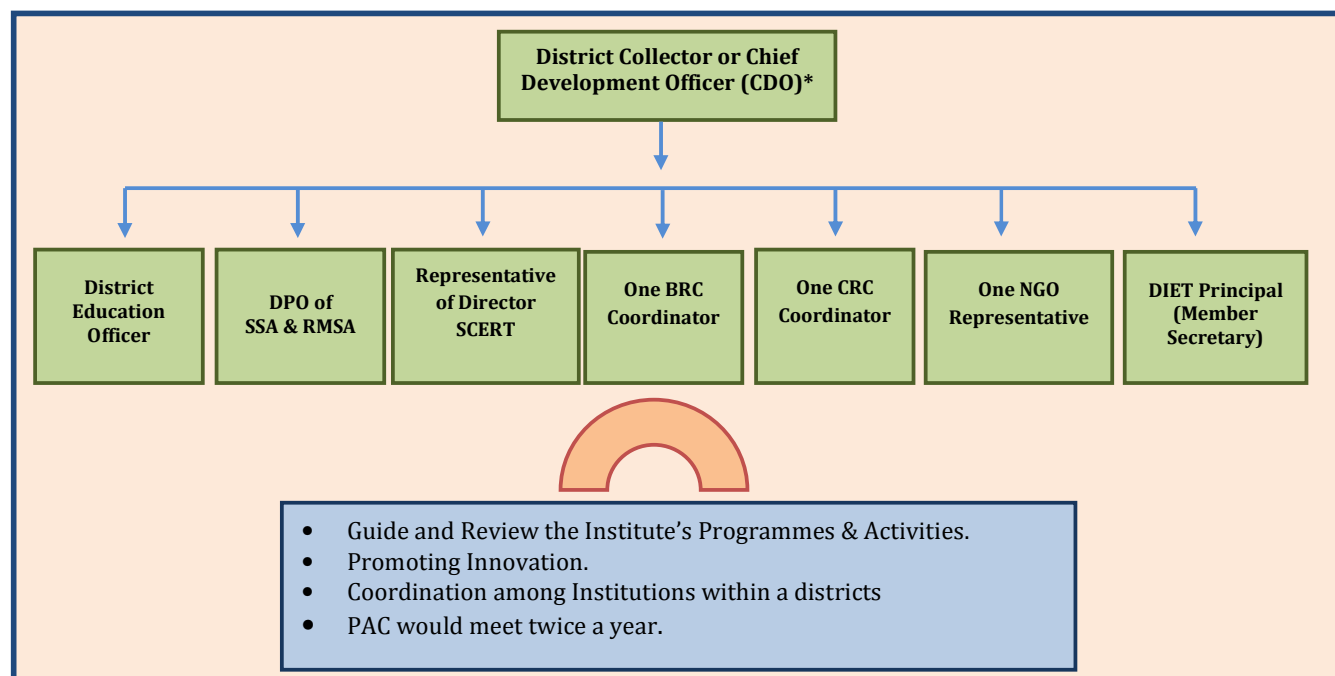 District Collector or Chief
Development Officer (CDO)*
District
Education
Officer
DPO of
SSA & RMSA
Representative
of Director
SCERT
One BRC
Coordinator
One CRC
Coordinator
One NGO
Representative
DIET Principal
(Member
Secretary)
• Guide and Review the Institute’s Programmes & Activities.
• Promoting Innovation.
• Coordination among Institutions within a districts
• PAC would meet twice a year.